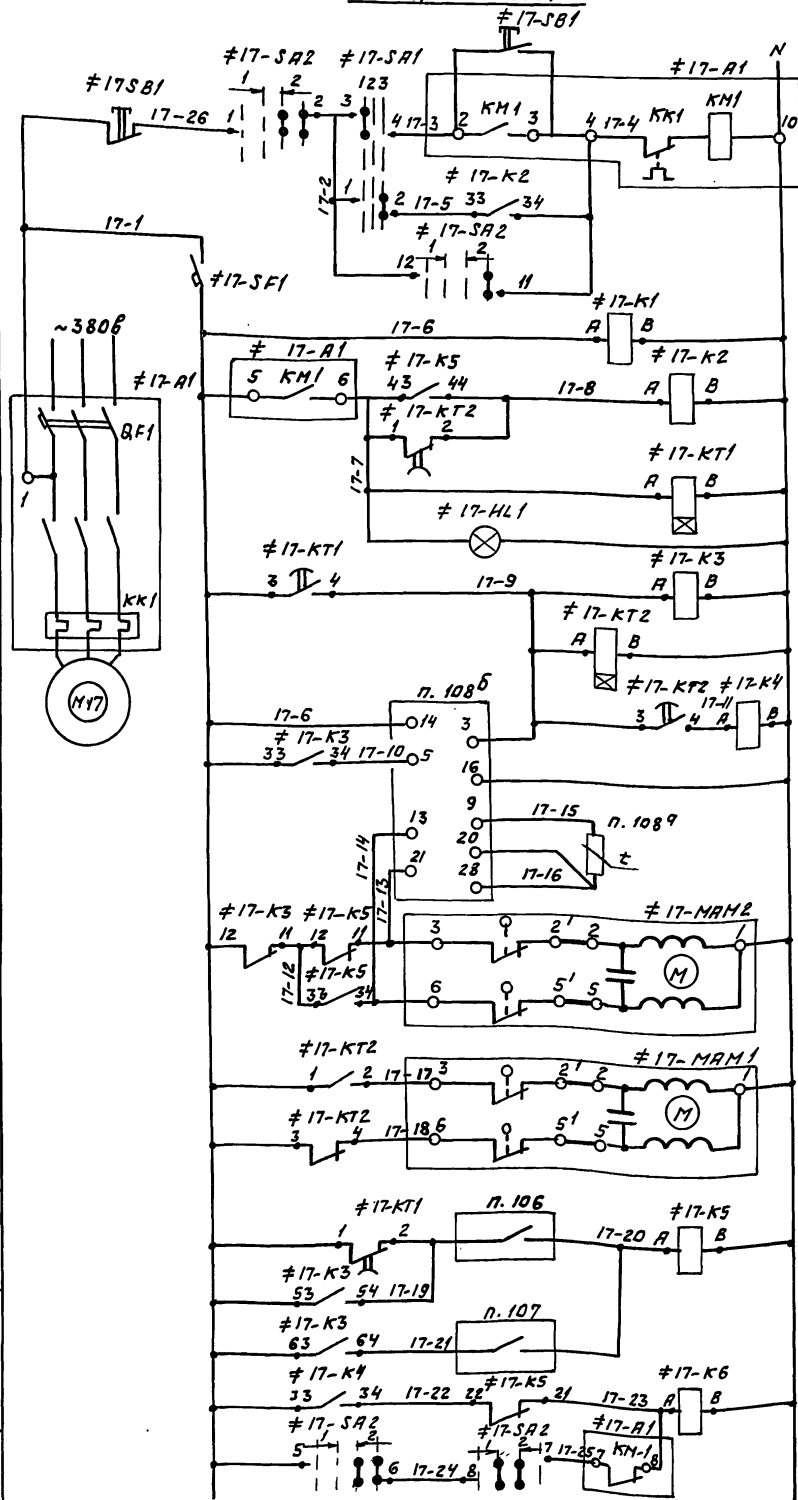 ≠17-SB1
≠17-SA2 ≠17-SA1 ≠17-A1 N
≠17SB1 1 2 123
17-26 1 2 3 4 17-3 2 KM1 3 4 17-4 KK1 KM1 10
17-2 1 2 17-5 33 ≠17-K2 34
17-1 ≠17-SA2
1 2
12 11
≠17-SF1
≠17-K1
17-6 A B
~380в
≠17-A1 ≠17-K5 ≠17-K2
≠17-A1 5 KM1 6 43 44 17-8 A B
≠17-KT2
QF1 1 2
17-7 ≠17-KT1
1 A B
≠17-HL1
≠17-KT1 ≠17-K3
3 4 17-9 A B
KK1 ≠17-KT2
A B
M17 п. 108б ≠17-KT2 ≠17-K4
17-6 14 3 3 4 17-11 A B
≠17-K3
33 34 17-10 5
16
9 17-15 п. 108а
13
17-14 20 t
21
17-13 28 17-16
≠17-K3 ≠17-K5 ≠17-MAM2
12 11 12 11 3 2' 2 1
17-12 ≠17-K5 M
33 34 6 5' 5
≠17-KT2 ≠17-MAM1
1 2 17-17 3 2' 2 1
≠17-KT2 M
3 4 17-18 6 5' 5
≠17-KT1 п. 106 ≠17-K5
1 2 17-20 A B
≠17-K3
53 54 17-19
≠17-K3 п. 107
63 64 17-21
≠17-K4 ≠17-K5 ≠17-K6
33 34 17-22 22 21 17-23 A B
≠17-SA2 ≠17-SA2 ≠17-A1
1 2 1 2
5 6 17-24 8 7 17-25 7 KM-1 8